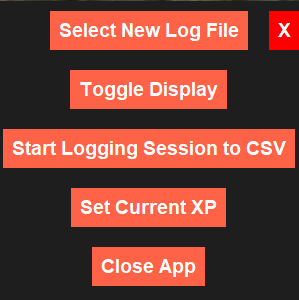 Select New Log File
X
Toggle Display
Start Logging Session to CSV
Set Current XP
Close App